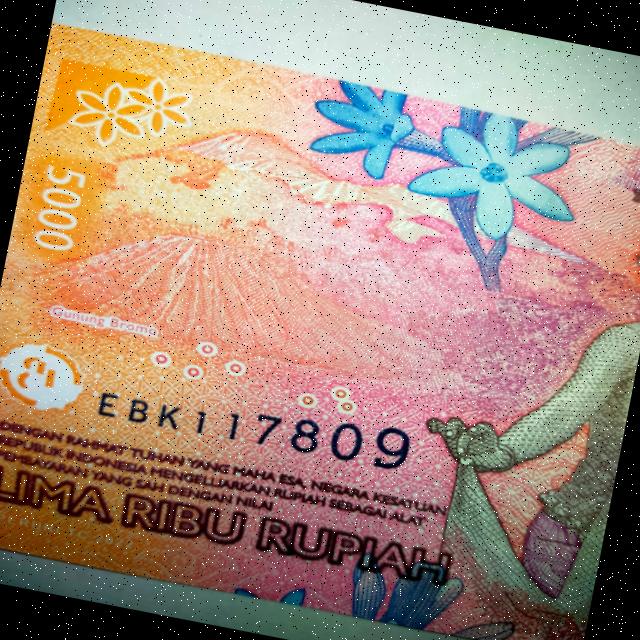 5000
Gunung Bromo
EBK117809
DENGAN RAHMAT TUHAN YANG MAHA ESA, NEGARA KESATUAN
REPUBLIK INDONESIA MENGELUARKAN RUPIAH SEBAGAI ALAT
PEMBAYARAN YANG SAH DENGAN NILAI
LIMA RIBU RUPIAH